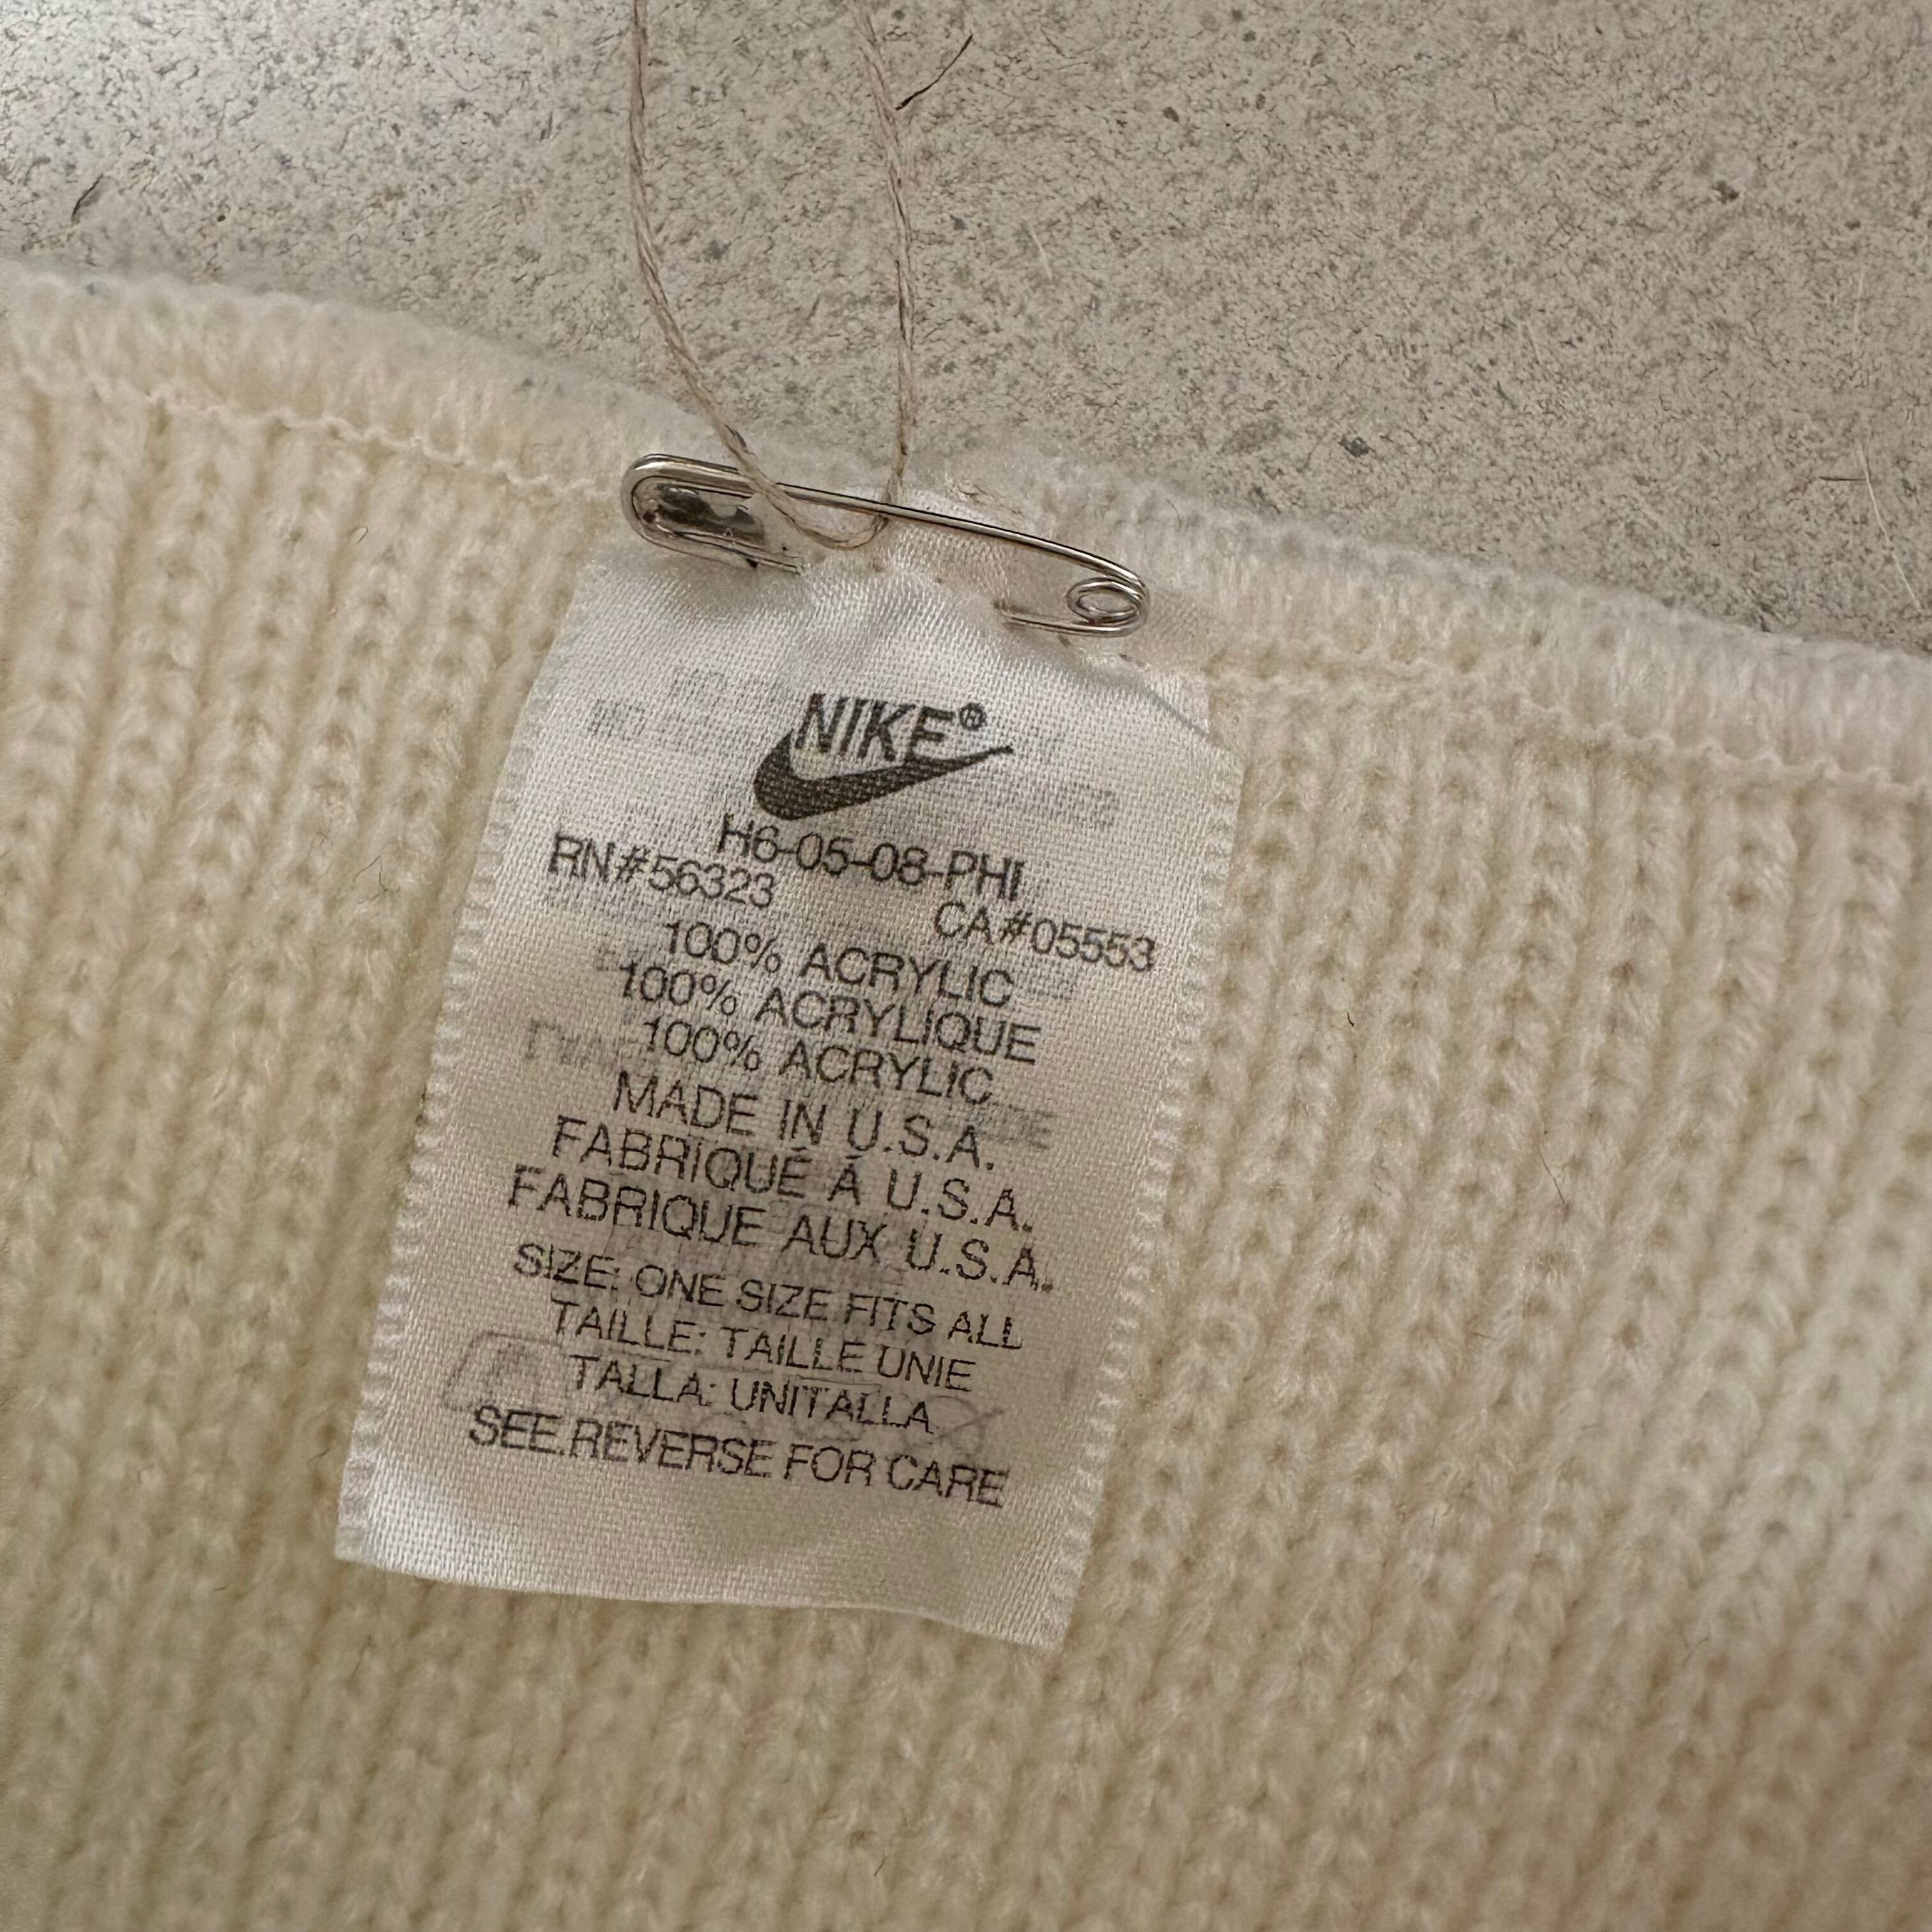 NIKE®
H6-05-08-PHI
RN#56323 CA#05553
100% ACRYLIC
100% ACRYLIQUE
100% ACRYLIC
MADE IN U.S.A.
FABRIQUÉ À U.S.A.
FABRIQUE AUX U.S.A.
SIZE: ONE SIZE FITS ALL
TAILLE: TAILLE UNIE
TALLA: UNITALLA
SEE REVERSE FOR CARE